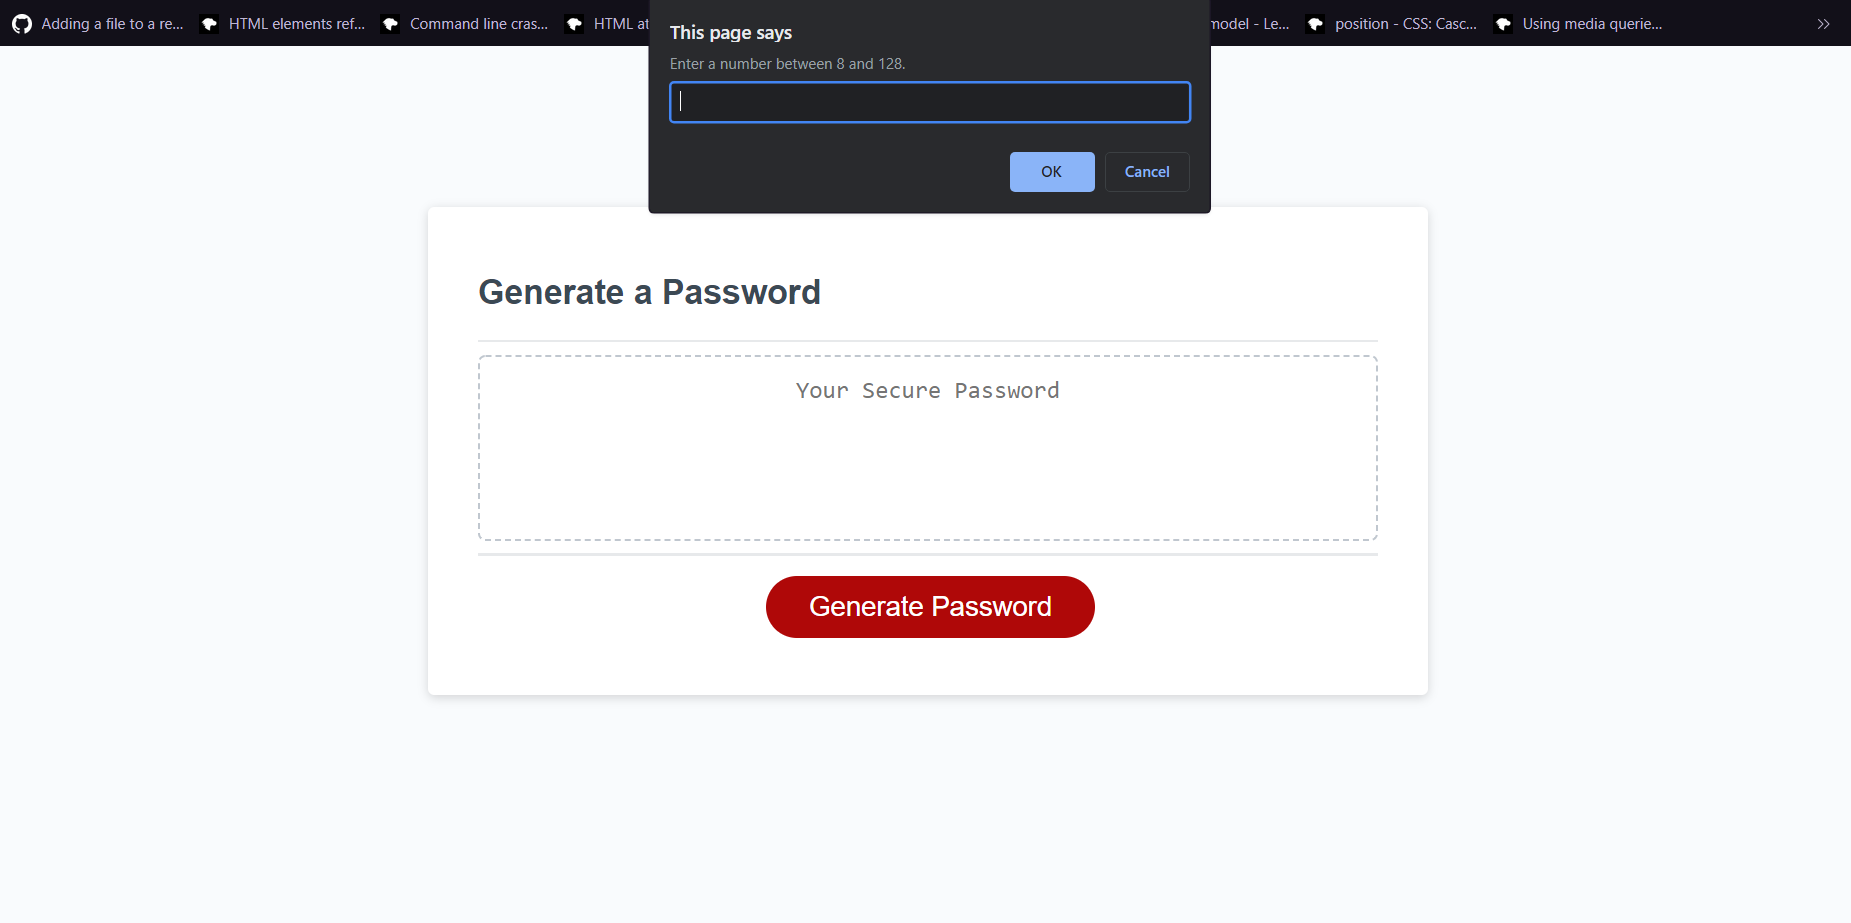 Adding a file to a re... HTML elements ref... Command line cras... HTML at model - Le... position - CSS: Casc... Using media querie...
This page says
Enter a number between 8 and 128.
OK Cancel
Generate a Password
Your Secure Password
Generate Password